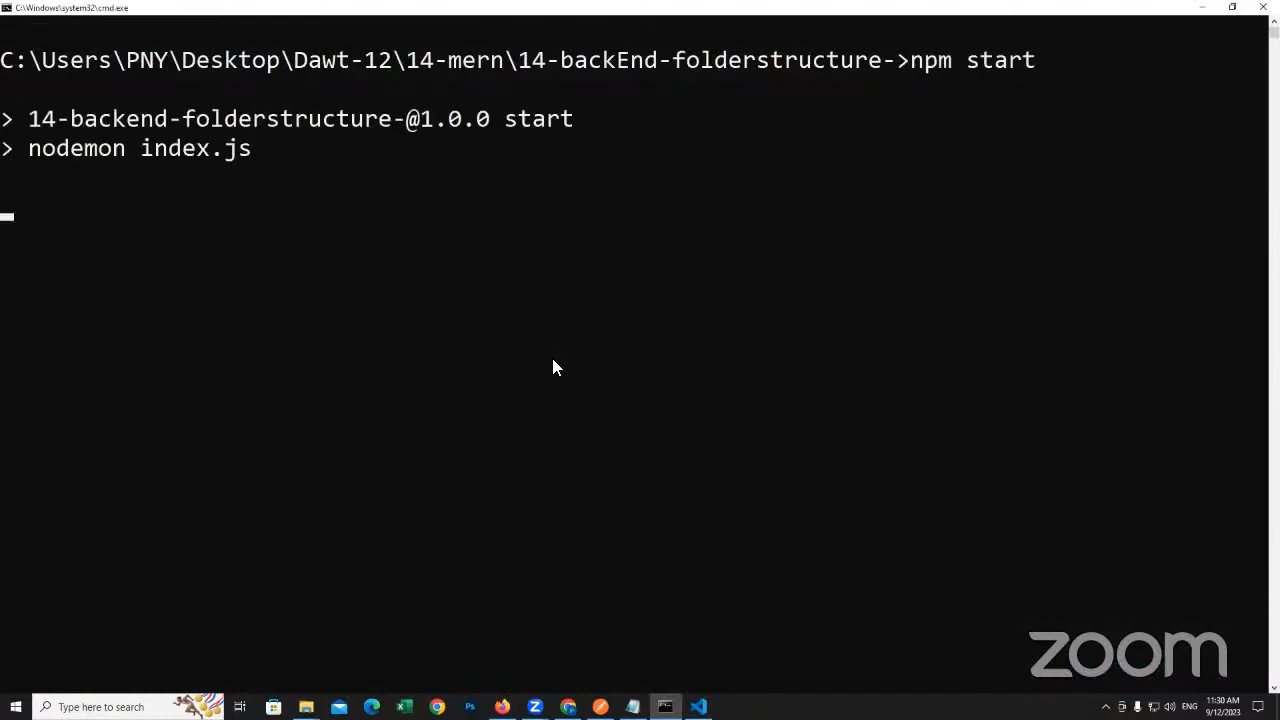 C:\Windows\system32\cmd.exe
C:\Users\PNY\Desktop\Dawt-12\14-mern\14-backEnd-folderstructure->npm start
> 14-backend-folderstructure-@1.0.0 start
> nodemon index.js
zoom
Type here to search
ENG
11:30 AM
9/12/2023